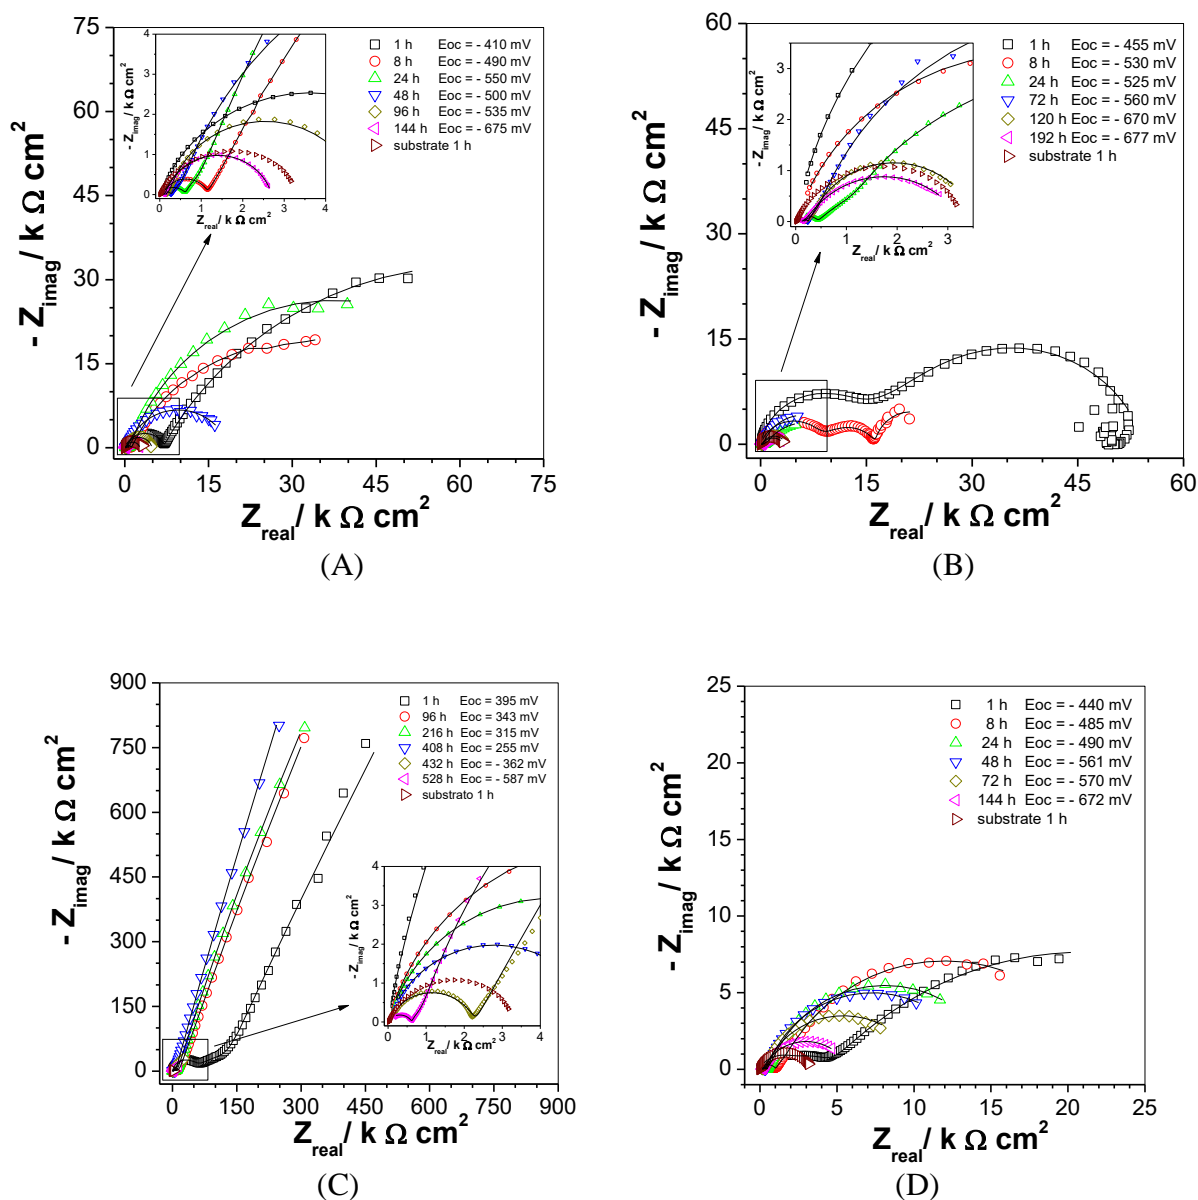 75
60
45
30
15
0
0 15 30 45 60 75
- Z_imag/ k Ω cm²
Z_real/ k Ω cm²
1 h Eoc = - 410 mV
8 h Eoc = - 490 mV
24 h Eoc = - 550 mV
48 h Eoc = - 500 mV
96 h Eoc = - 535 mV
144 h Eoc = - 675 mV
substrate 1 h
4
3
2
1
0
0 1 2 3 4
- Z_imag/ k Ω cm²
Z_real/ k Ω cm²
(A)
60
45
30
15
0
0 15 30 45 60
- Z_imag/ k Ω cm²
Z_real/ k Ω cm²
1 h Eoc = - 455 mV
8 h Eoc = - 530 mV
24 h Eoc = - 525 mV
72 h Eoc = - 560 mV
120 h Eoc = - 670 mV
192 h Eoc = - 677 mV
substrate 1 h
3
2
1
0
0 1 2 3
- Z_imag/ k Ω cm²
Z_real/ k Ω cm²
(B)
900
750
600
450
300
150
0
0 150 300 450 600 750 900
- Z_imag/ k Ω cm²
Z_real/ k Ω cm²
1 h Eoc = 395 mV
96 h Eoc = 343 mV
216 h Eoc = 315 mV
408 h Eoc = 255 mV
432 h Eoc = - 362 mV
528 h Eoc = - 587 mV
substrato 1 h
4
3
2
1
0
0 1 2 3 4
- Z_imag/ k Ω cm²
Z_real/ k Ω cm²
(C)
25
20
15
10
5
0
0 5 10 15 20 25
- Z_imag/ k Ω cm²
Z_real/ k Ω cm²
1 h Eoc = - 440 mV
8 h Eoc = - 485 mV
24 h Eoc = - 490 mV
48 h Eoc = - 561 mV
72 h Eoc = - 570 mV
144 h Eoc = - 672 mV
substrate 1 h
(D)